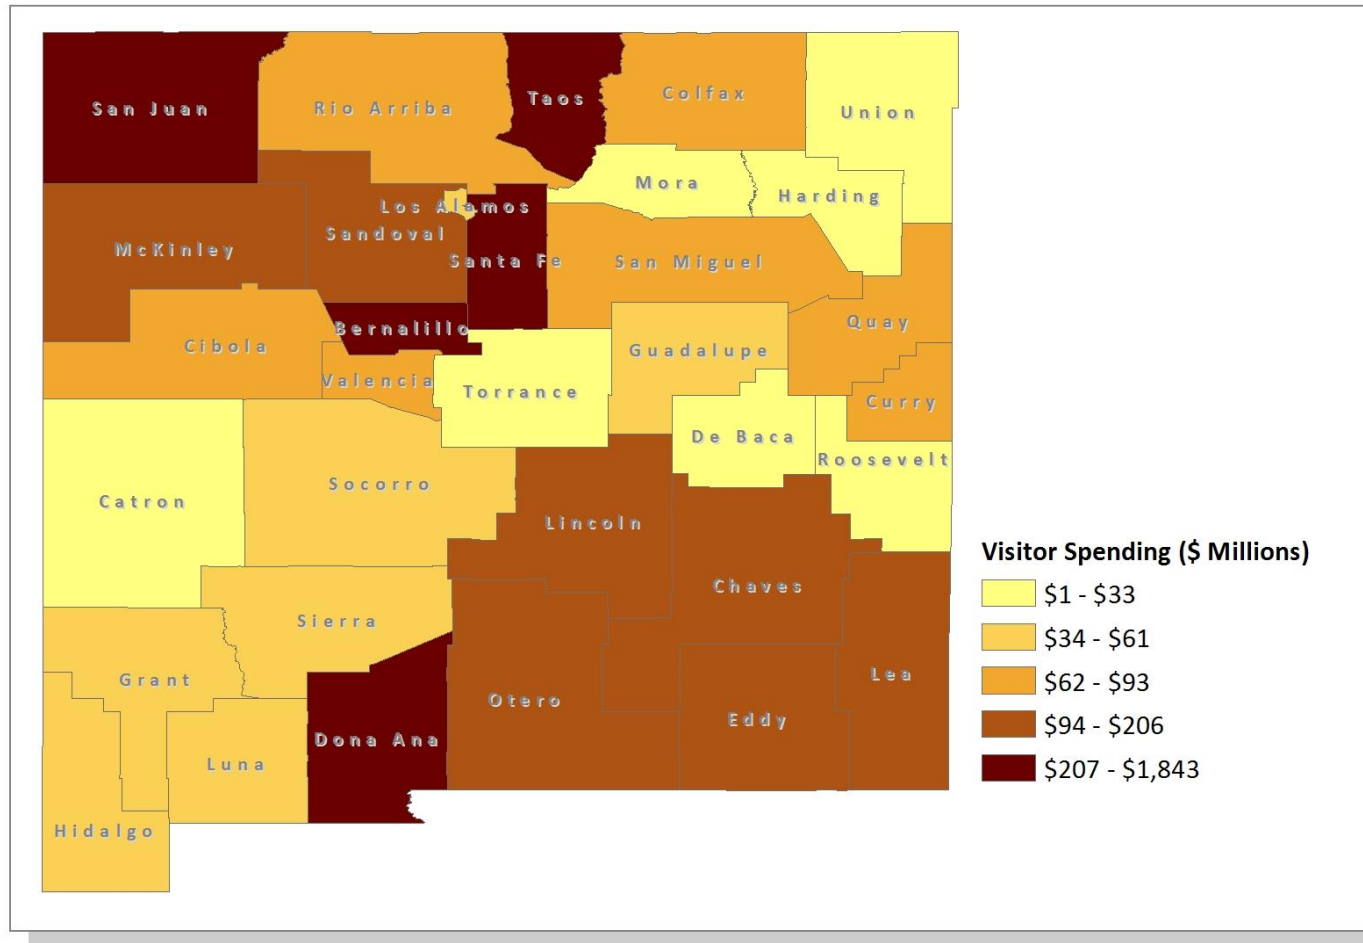 San Juan
Rio Arriba
Taos
Colfax
Union
Mora
Harding
Los Alamos
Sandoval
McKinley
Santa Fe
San Miguel
Bernalillo
Quay
Cibola
Guadalupe
Valencia
Torrance
Curry
De Baca
Roosevelt
Socorro
Catron
Lincoln
Chaves
Sierra
Grant
Lea
Otero
Eddy
Dona Ana
Luna
Hidalgo
Visitor Spending ($ Millions)
$1 - $33
$34 - $61
$62 - $93
$94 - $206
$207 - $1,843